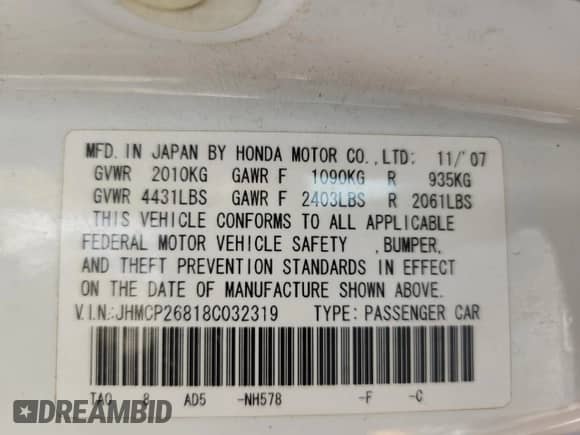 MFD. IN JAPAN BY HONDA MOTOR CO.,LTD: 11/'07
GVWR 2010KG GAWR F 1090KG R 935KG
GVWR 4431LBS GAWR F 2403LBS R 2061LBS
THIS VEHICLE CONFORMS TO ALL APPLICABLE
FEDERAL MOTOR VEHICLE SAFETY ,BUMPER,
AND THEFT PREVENTION STANDARDS IN EFFECT
ON THE DATE OF MANUFACTURE SHOWN ABOVE.
V.I.N.:JHMCP26818C032319 TYPE: PASSENGER CAR
TA0 8 AD5 -NH578 -F -C
DREAMBID